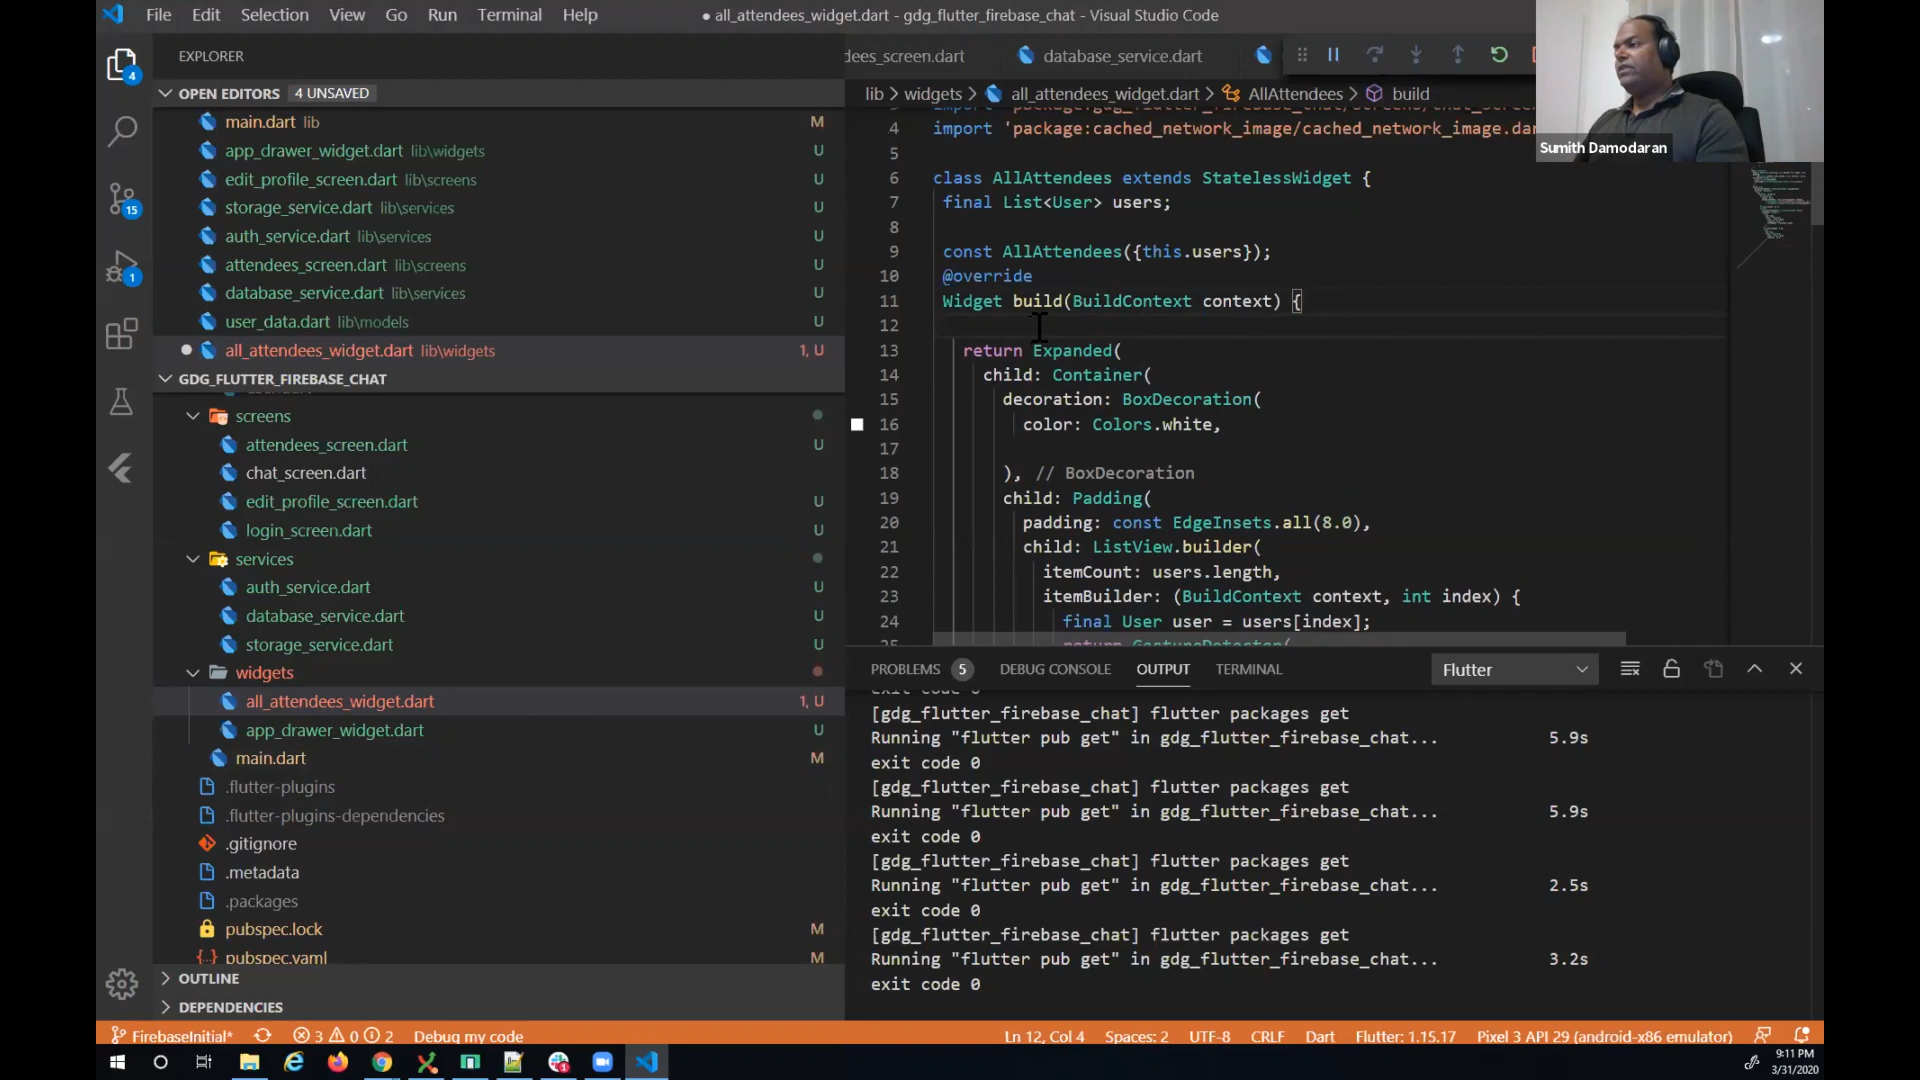 File Edit Selection View Go Run Terminal Help
● all_attendees_widget.dart - gdg_flutter_firebase_chat - Visual Studio Code
EXPLORER
OPEN EDITORS 4 UNSAVED
main.dart lib M
app_drawer_widget.dart lib\widgets U
edit_profile_screen.dart lib\screens U
storage_service.dart lib\services U
auth_service.dart lib\services U
attendees_screen.dart lib\screens U
database_service.dart lib\services U
user_data.dart lib\models U
all_attendees_widget.dart lib\widgets 1, U
GDG_FLUTTER_FIREBASE_CHAT
screens
attendees_screen.dart U
chat_screen.dart
edit_profile_screen.dart U
login_screen.dart U
services
auth_service.dart U
database_service.dart U
storage_service.dart U
widgets
all_attendees_widget.dart 1, U
app_drawer_widget.dart U
main.dart M
.flutter-plugins
.flutter-plugins-dependencies
.gitignore
.metadata
.packages
pubspec.lock M
pubspec.yaml M
OUTLINE
DEPENDENCIES
4
15
1
dees_screen.dart database_service.dart
lib > widgets > all_attendees_widget.dart > AllAttendees > build
4 import 'package:cached_network_image/cached_network_image.dar
5
6 class AllAttendees extends StatelessWidget {
7 final List<User> users;
8
9 const AllAttendees({this.users});
10 @override
11 Widget build(BuildContext context) {
12
13 return Expanded(
14 child: Container(
15 decoration: BoxDecoration(
16 color: Colors.white,
17
18 ), // BoxDecoration
19 child: Padding(
20 padding: const EdgeInsets.all(8.0),
21 child: ListView.builder(
22 itemCount: users.length,
23 itemBuilder: (BuildContext context, int index) {
24 final User user = users[index];
return GestureDetector(
Sumith Damodaran
PROBLEMS 5 DEBUG CONSOLE OUTPUT TERMINAL Flutter
exit code 0
[gdg_flutter_firebase_chat] flutter packages get
Running "flutter pub get" in gdg_flutter_firebase_chat... 5.9s
exit code 0
[gdg_flutter_firebase_chat] flutter packages get
Running "flutter pub get" in gdg_flutter_firebase_chat... 5.9s
exit code 0
[gdg_flutter_firebase_chat] flutter packages get
Running "flutter pub get" in gdg_flutter_firebase_chat... 2.5s
exit code 0
[gdg_flutter_firebase_chat] flutter packages get
Running "flutter pub get" in gdg_flutter_firebase_chat... 3.2s
exit code 0
FirebaseInitial* 3 0 2 Debug my code Ln 12, Col 4 Spaces: 2 UTF-8 CRLF Dart Flutter: 1.15.17 Pixel 3 API 29 (android-x86 emulator)
9:11 PM
3/31/2020